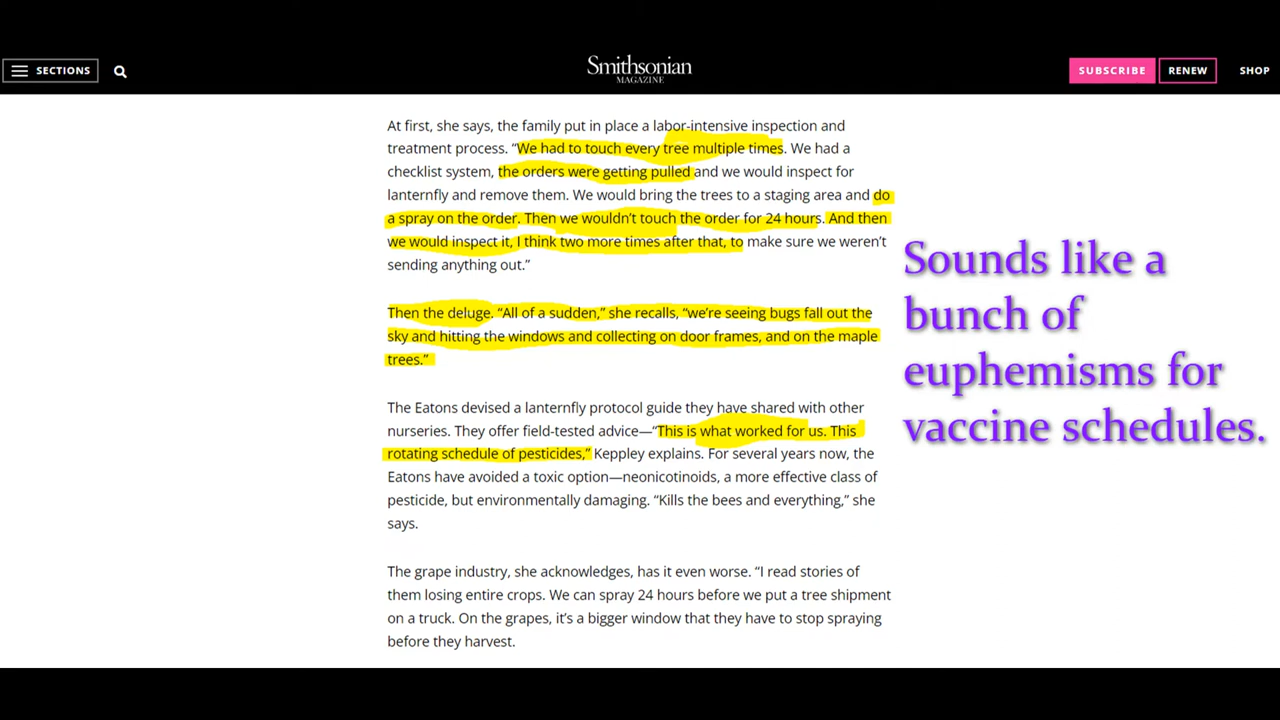 SECTIONS
Smithsonian
MAGAZINE
SUBSCRIBE
RENEW
SHOP
At first, she says, the family put in place a labor-intensive inspection and
treatment process. “We had to touch every tree multiple times. We had a
checklist system, the orders were getting pulled and we would inspect for
lanternfly and remove them. We would bring the trees to a staging area and do
a spray on the order. Then we wouldn’t touch the order for 24 hours. And then
we would inspect it, I think two more times after that, to make sure we weren’t
sending anything out.”
Then the deluge. “All of a sudden,” she recalls, “we’re seeing bugs fall out the
sky and hitting the windows and collecting on door frames, and on the maple
trees.”
The Eatons devised a lanternfly protocol guide they have shared with other
nurseries. They offer field-tested advice—“This is what worked for us. This
rotating schedule of pesticides,” Keppley explains. For several years now, the
Eatons have avoided a toxic option—neonicotinoids, a more effective class of
pesticide, but environmentally damaging. “Kills the bees and everything,” she
says.
The grape industry, she acknowledges, has it even worse. “I read stories of
them losing entire crops. We can spray 24 hours before we put a tree shipment
on a truck. On the grapes, it’s a bigger window that they have to stop spraying
before they harvest.
Sounds like a
bunch of
euphemisms for
vaccine schedules.